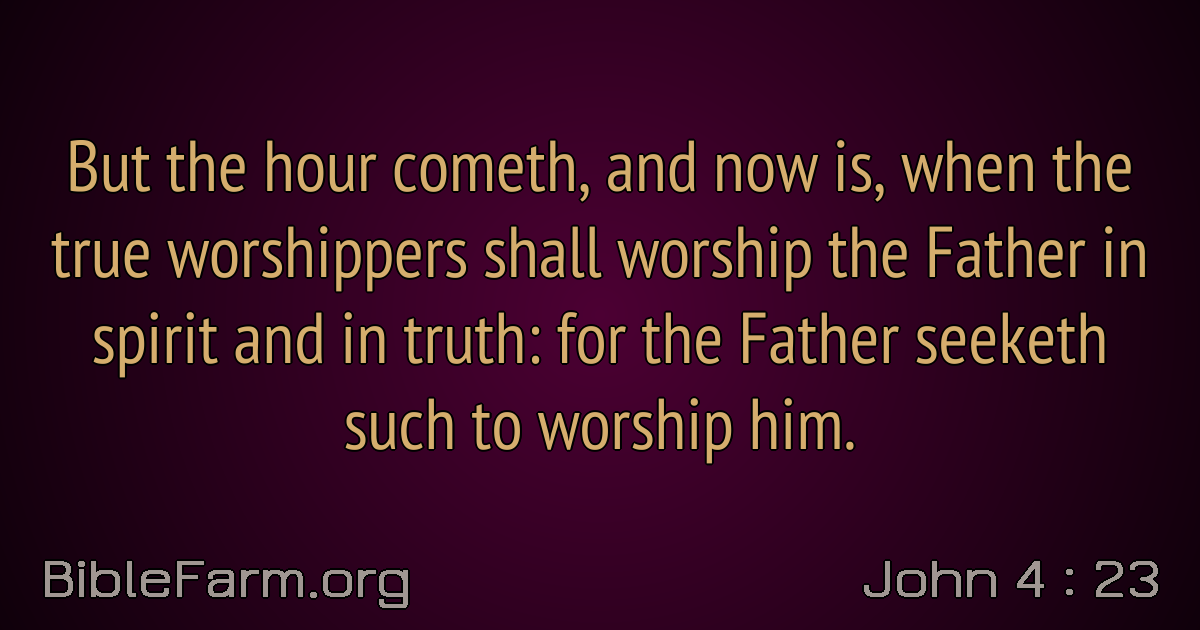 But the hour cometh, and now is, when the
true worshippers shall worship the Father in
spirit and in truth: for the Father seeketh
such to worship him.
BibleFarm.org
John 4 : 23